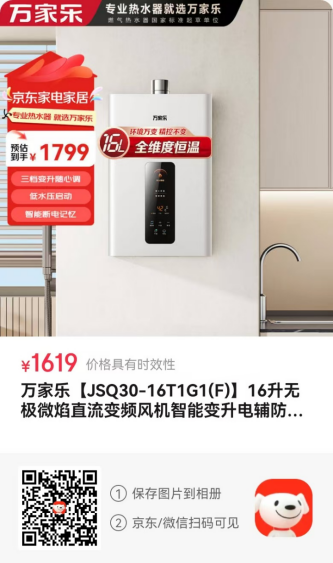 万家乐
专业热水器就选万家乐
燃气热水器国家标准起草单位
京东家电家居
专业热水器 就选万家乐
预估到手
¥1799
三档变升随心调
低水压启动
智能断电记忆
万家乐
环境万变 精控不变
16L 全维度恒温
¥1619 价格具有时效性
万家乐【JSQ30-16T1G1(F)】16升无
极微焰直流变频风机智能变升电辅防...
① 保存图片到相册
② 京东/微信扫码可见